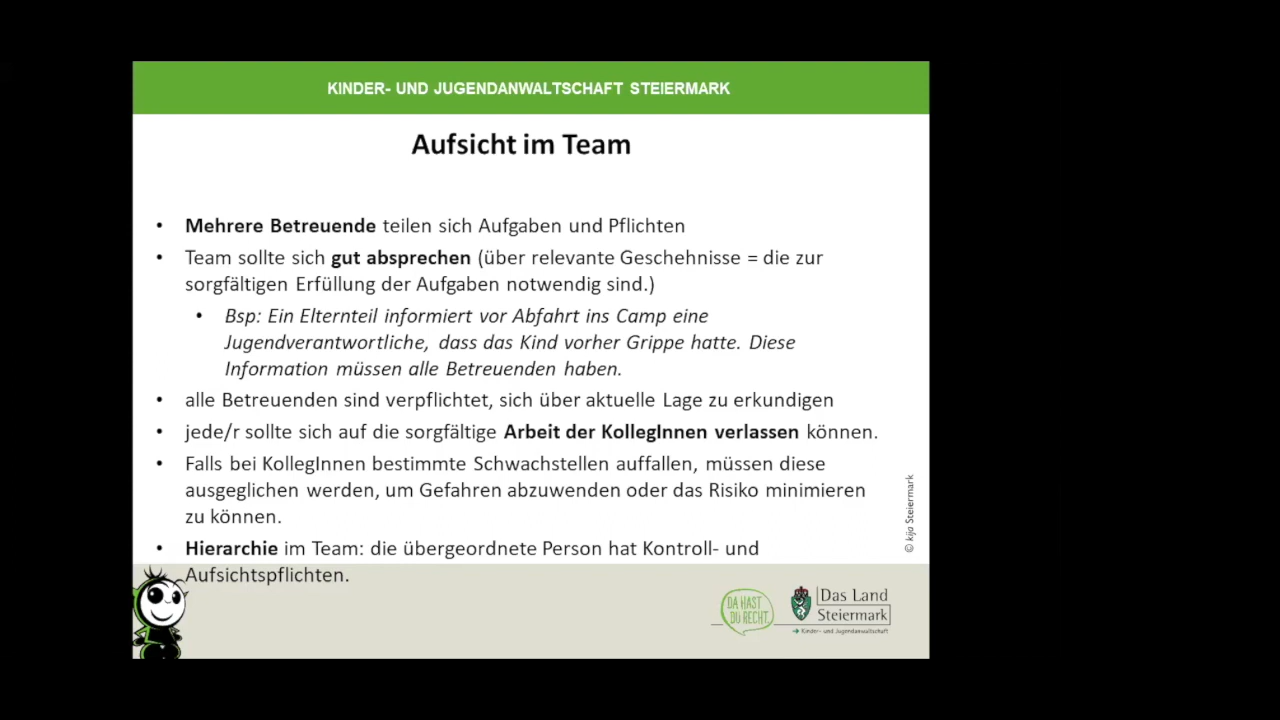 KINDER- UND JUGENDANWALTSCHAFT STEIERMARK
Aufsicht im Team
• Mehrere Betreuende teilen sich Aufgaben und Pflichten
• Team sollte sich gut absprechen (über relevante Geschehnisse = die zur
sorgfältigen Erfüllung der Aufgaben notwendig sind.)
• Bsp: Ein Elternteil informiert vor Abfahrt ins Camp eine
Jugendverantwortliche, dass das Kind vorher Grippe hatte. Diese
Information müssen alle Betreuenden haben.
• alle Betreuenden sind verpflichtet, sich über aktuelle Lage zu erkundigen
• jede/r sollte sich auf die sorgfältige Arbeit der KollegInnen verlassen können.
• Falls bei KollegInnen bestimmte Schwachstellen auffallen, müssen diese
ausgeglichen werden, um Gefahren abzuwenden oder das Risiko minimieren
zu können.
• Hierarchie im Team: die übergeordnete Person hat Kontroll- und
Aufsichtspflichten.
© kija Steiermark
DA HAST
DU RECHT
Das Land
Steiermark
➔ Kinder- und Jugendanwaltschaft